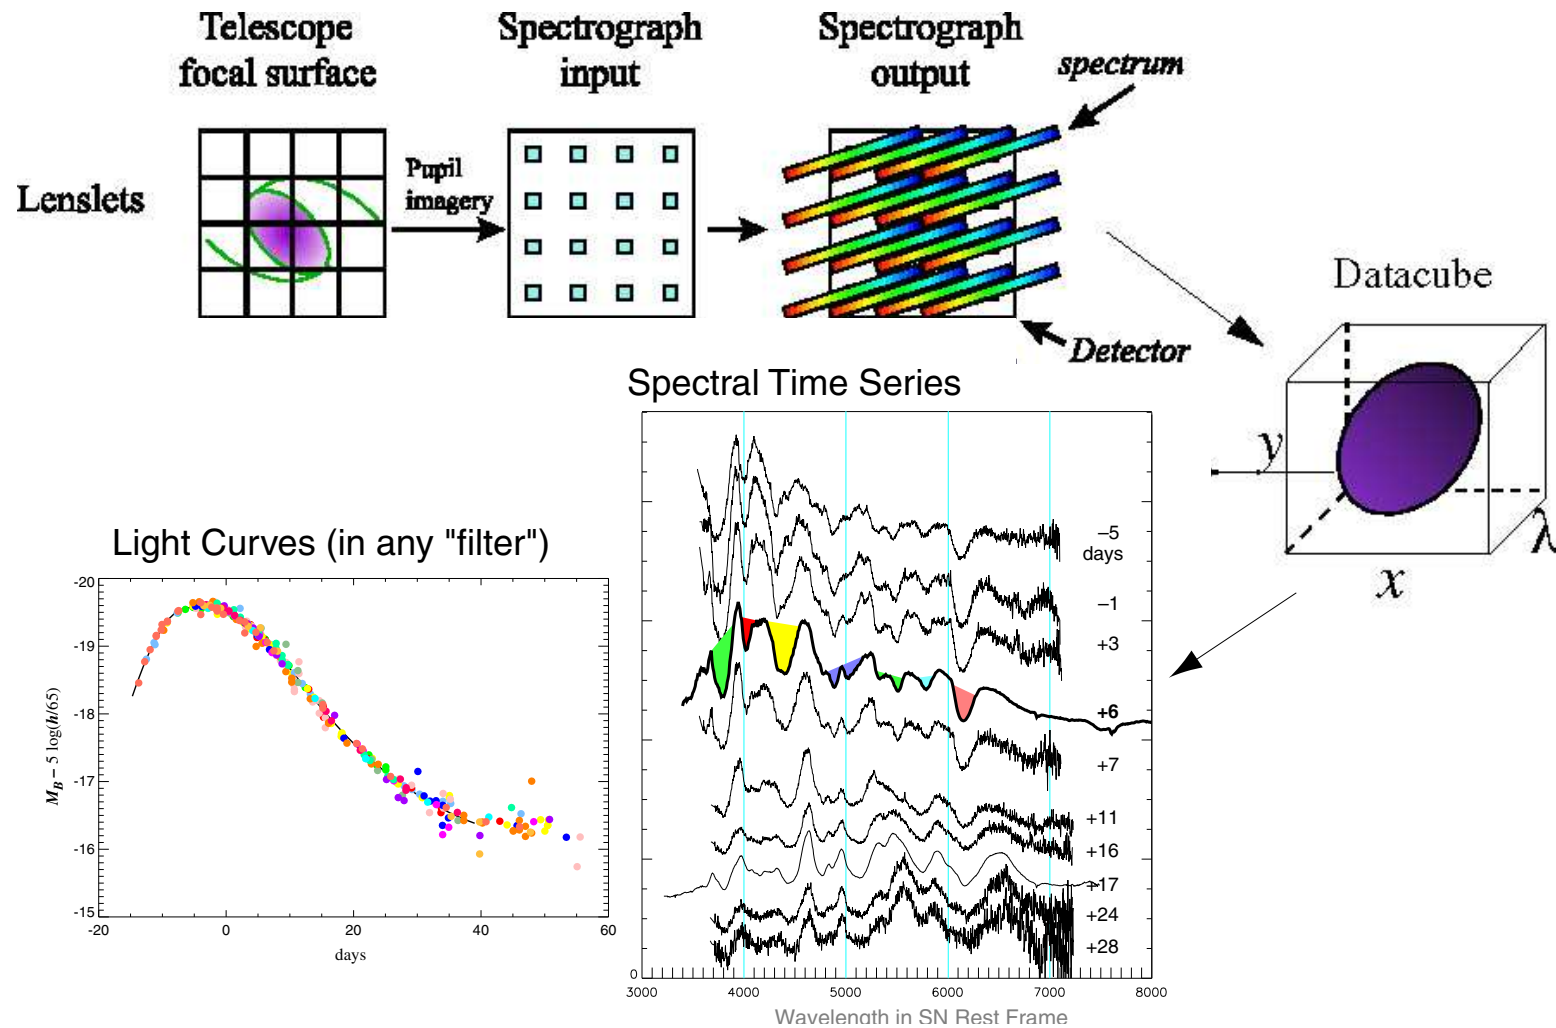 Telescope
focal surface
Spectrograph
input
Spectrograph
output
spectrum
Lenslets
Pupil
imagery
Detector
Datacube
y
x
λ
Spectral Time Series
–5
days
–1
+3
+6
+7
+11
+16
+17
+24
+28
0
3000 4000 5000 6000 7000 8000
Wavelength in SN Rest Frame
Light Curves (in any "filter")
-20
-19
-18
-17
-16
-15
M_B – 5 log(h/65)
-20 0 20 40 60
days